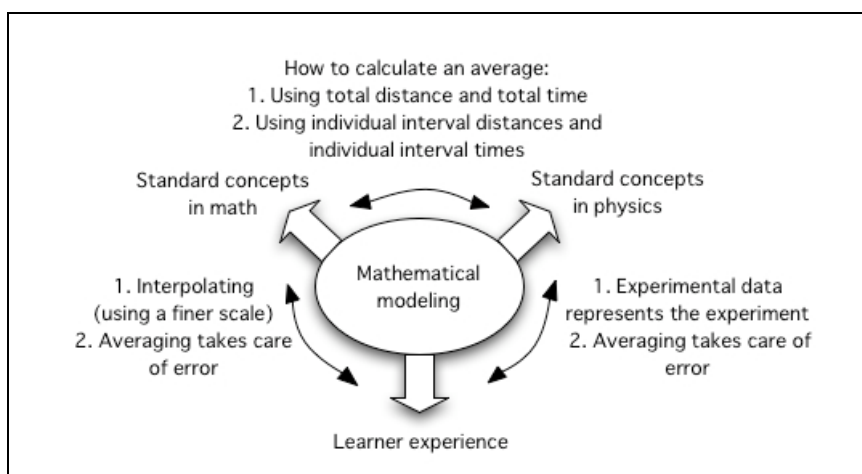 How to calculate an average:
1. Using total distance and total time
2. Using individual interval distances and
individual interval times
Standard concepts
in math
Standard concepts
in physics
Mathematical
modeling
1. Interpolating
(using a finer scale)
2. Averaging takes care
of error
1. Experimental data
represents the experiment
2. Averaging takes care of
error
Learner experience